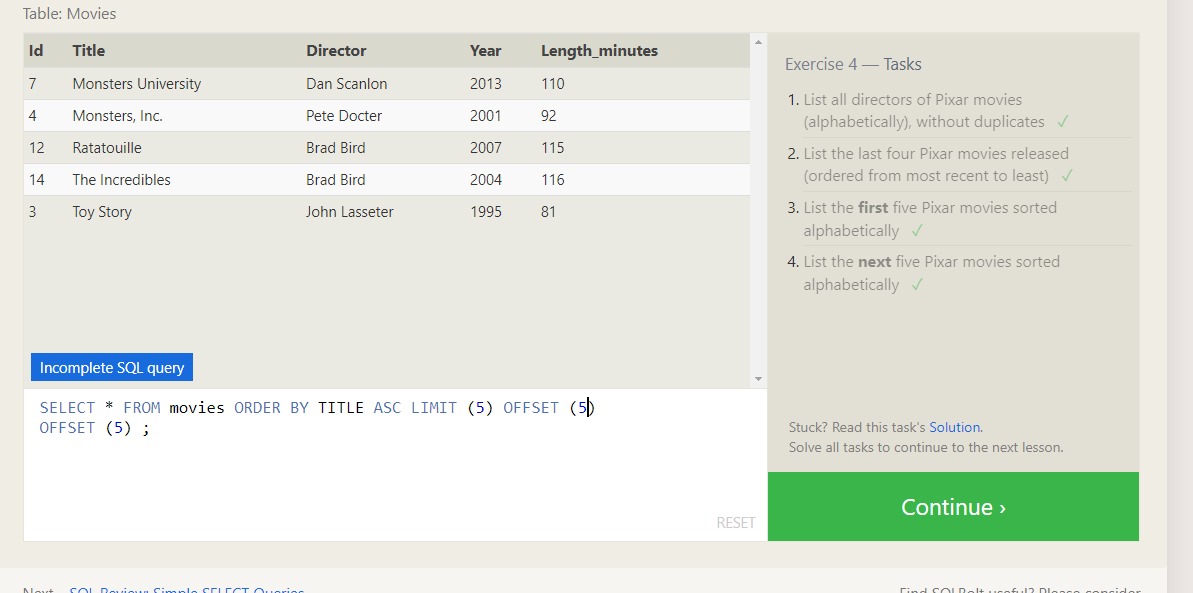 Table: Movies
Id Title Director Year Length_minutes
7 Monsters University Dan Scanlon 2013 110
4 Monsters, Inc. Pete Docter 2001 92
12 Ratatouille Brad Bird 2007 115
14 The Incredibles Brad Bird 2004 116
3 Toy Story John Lasseter 1995 81
Incomplete SQL query
SELECT * FROM movies ORDER BY TITLE ASC LIMIT (5) OFFSET (5)
OFFSET (5) ;
RESET
Exercise 4 — Tasks
1. List all directors of Pixar movies
(alphabetically), without duplicates ✓
2. List the last four Pixar movies released
(ordered from most recent to least) ✓
3. List the first five Pixar movies sorted
alphabetically ✓
4. List the next five Pixar movies sorted
alphabetically ✓
Stuck? Read this task's Solution.
Solve all tasks to continue to the next lesson.
Continue ›
Next – SQL Review: Simple SELECT Queries
Find SQLBolt useful? Please consider